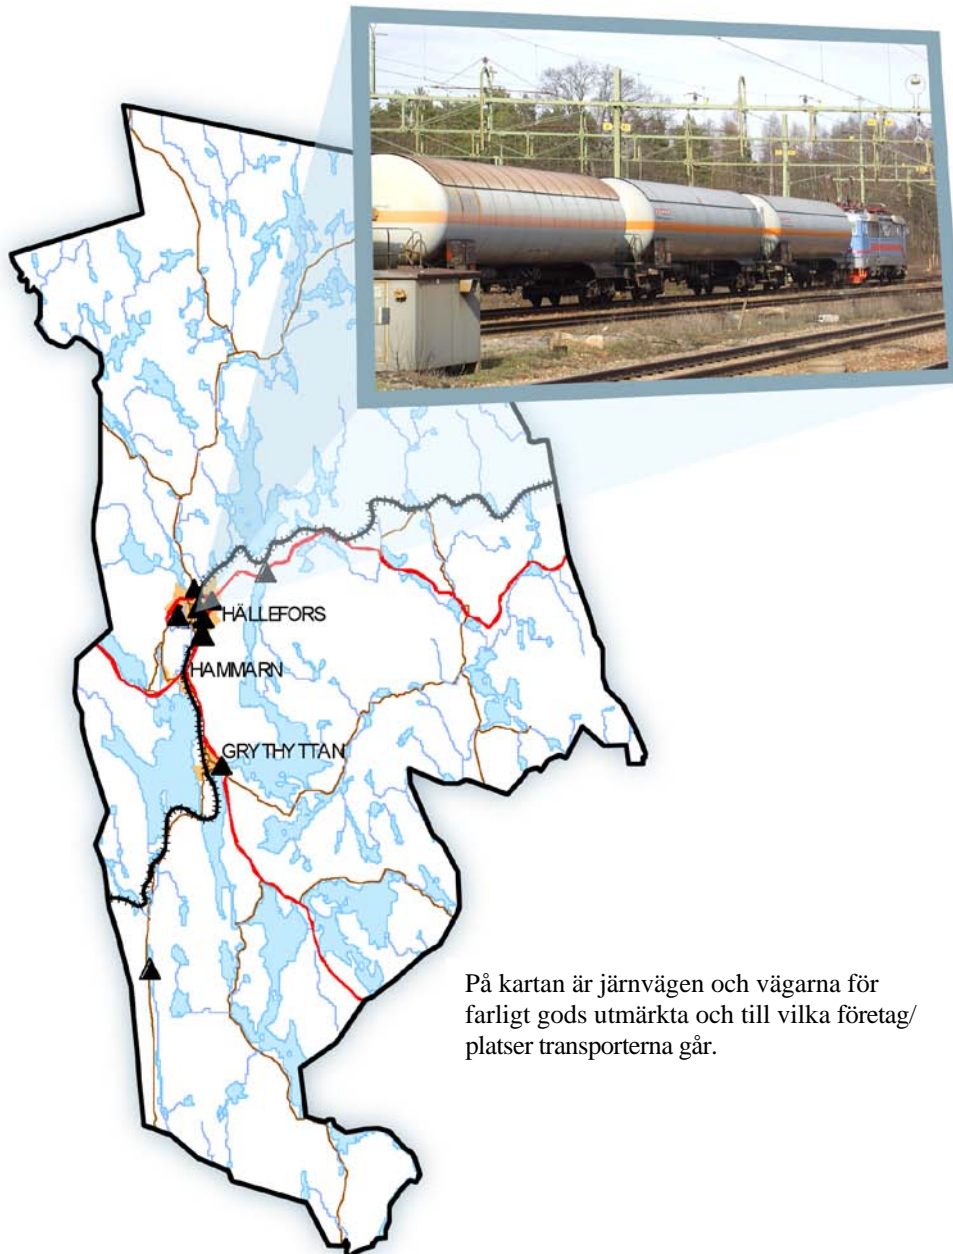 HÄLLEFORS
HAMMARN
GRYTHYTTAN
På kartan är järnvägen och vägarna för
farligt gods utmärkta och till vilka företag/
platser transporterna går.